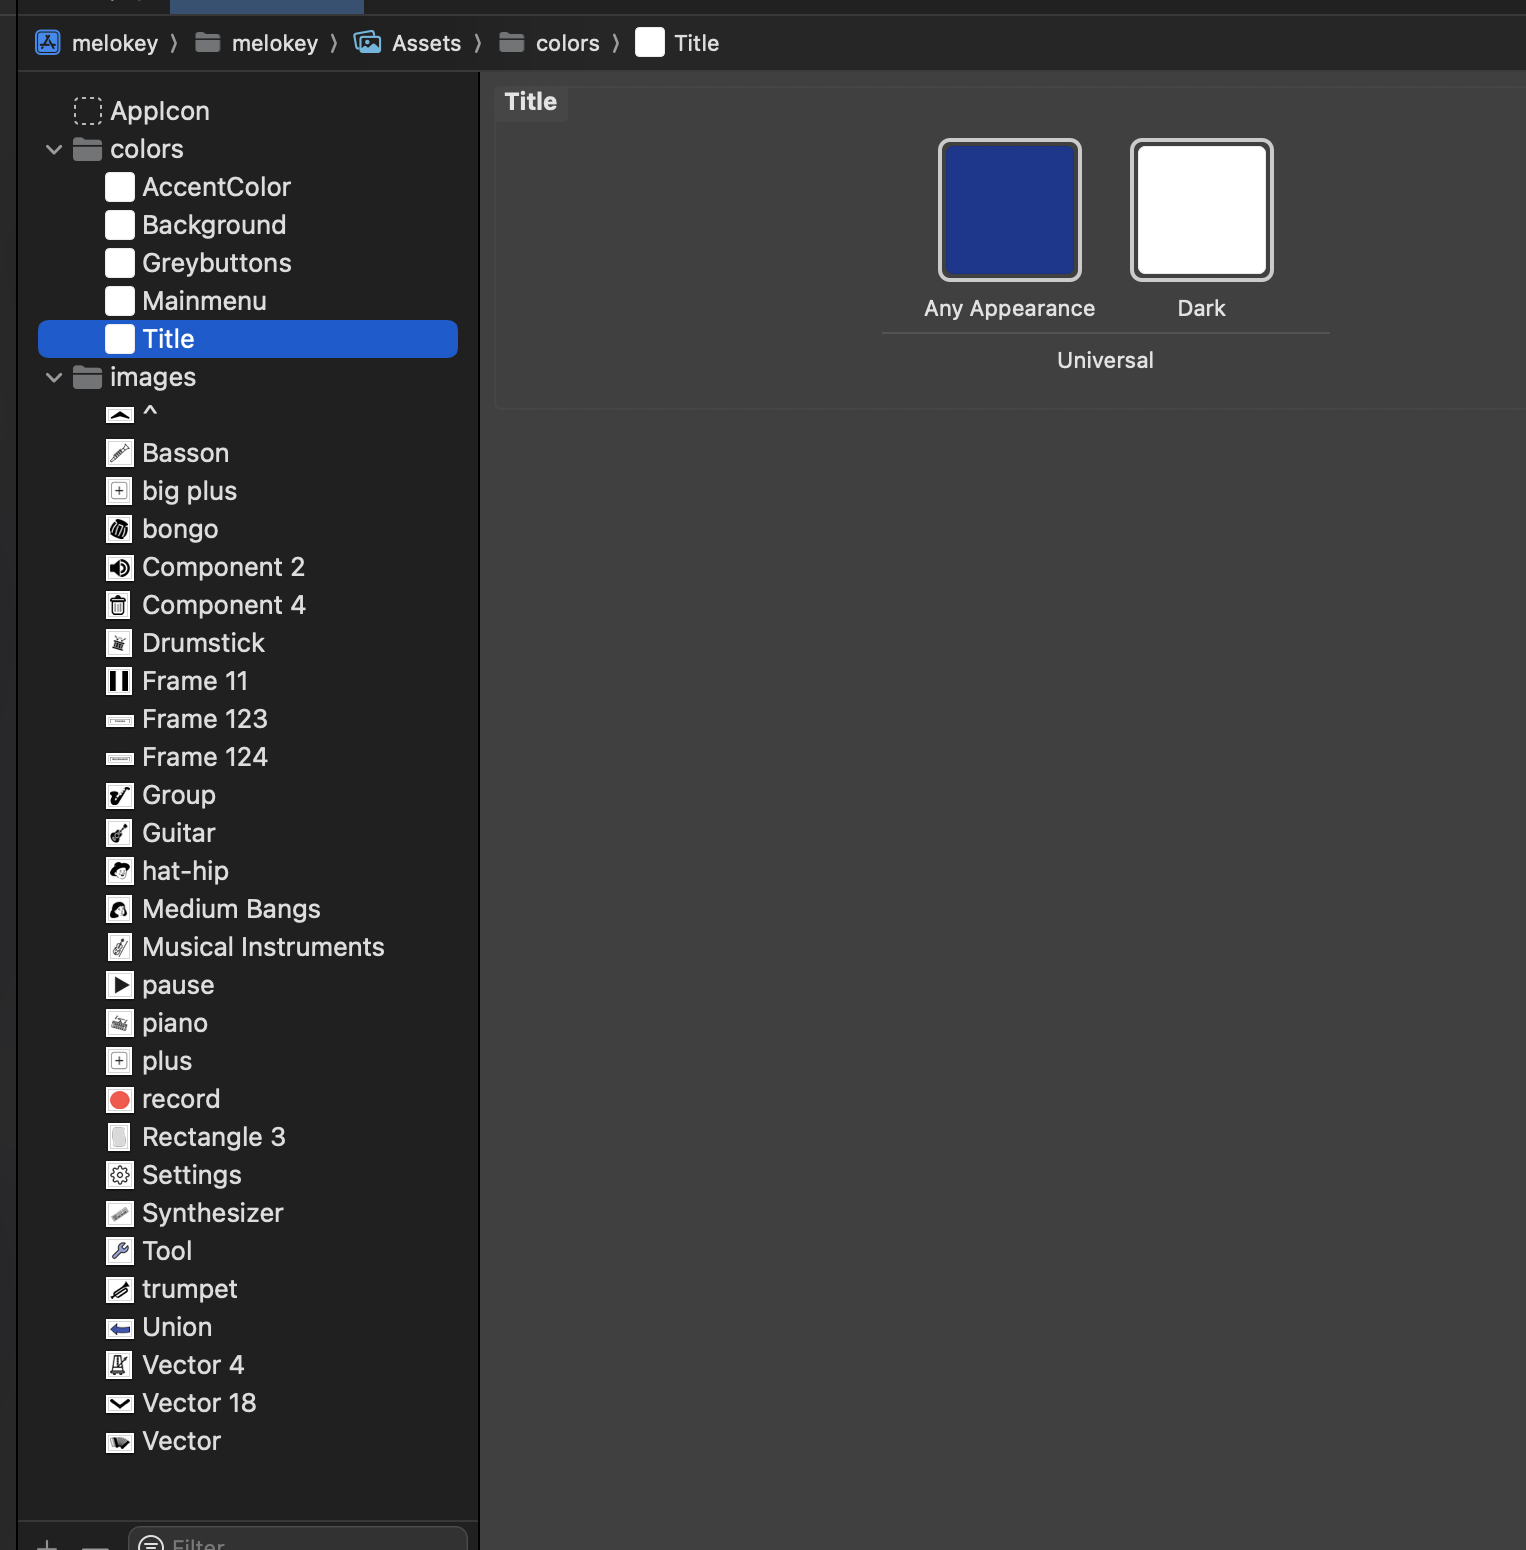 melokey 〉 melokey 〉 Assets 〉 colors 〉 Title
AppIcon
colors
AccentColor
Background
Greybuttons
Mainmenu
Title
images
^
Basson
big plus
bongo
Component 2
Component 4
Drumstick
Frame 11
Frame 123
Frame 124
Group
Guitar
hat-hip
Medium Bangs
Musical Instruments
pause
piano
plus
record
Rectangle 3
Settings
Synthesizer
Tool
trumpet
Union
Vector 4
Vector 18
Vector
Filter
Title
Any Appearance
Dark
Universal